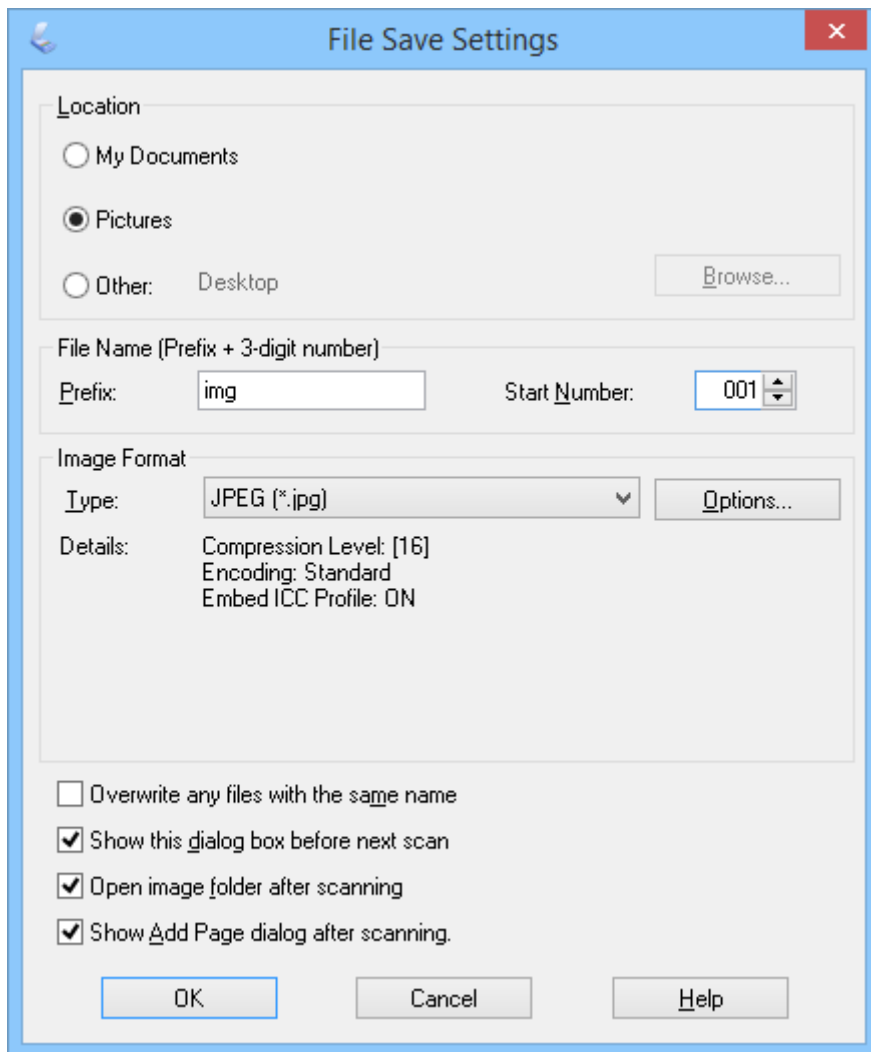 File Save Settings
Location
My Documents
Pictures
Other: Desktop Browse...
File Name (Prefix + 3-digit number)
Prefix: img Start Number: 001
Image Format
Type: JPEG (*.jpg) Options...
Details: Compression Level: [16]
Encoding: Standard
Embed ICC Profile: ON
Overwrite any files with the same name
Show this dialog box before next scan
Open image folder after scanning
Show Add Page dialog after scanning.
OK Cancel Help